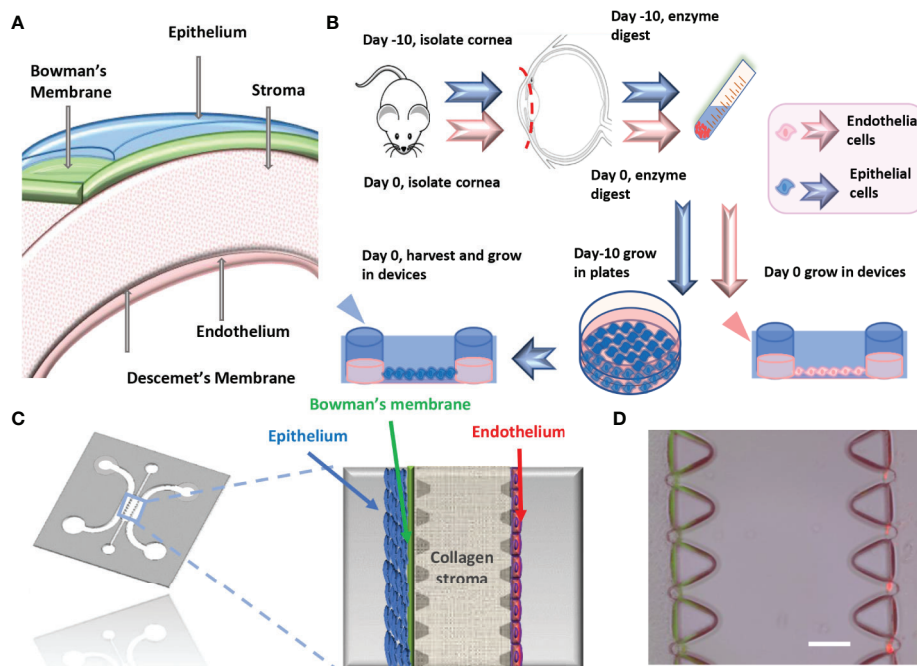 A
Epithelium
Bowman's
Membrane
Stroma
Endothelium
Descemet's Membrane
B
Day -10, isolate cornea
Day -10, enzyme
digest
Day 0, isolate cornea
Day 0, enzyme
digest
Endothelial
cells
Epithelial
cells
Day 0, harvest and grow
in devices
Day-10 grow
in plates
Day 0 grow in devices
C
Bowman's membrane
Epithelium
Endothelium
Collagen
stroma
D